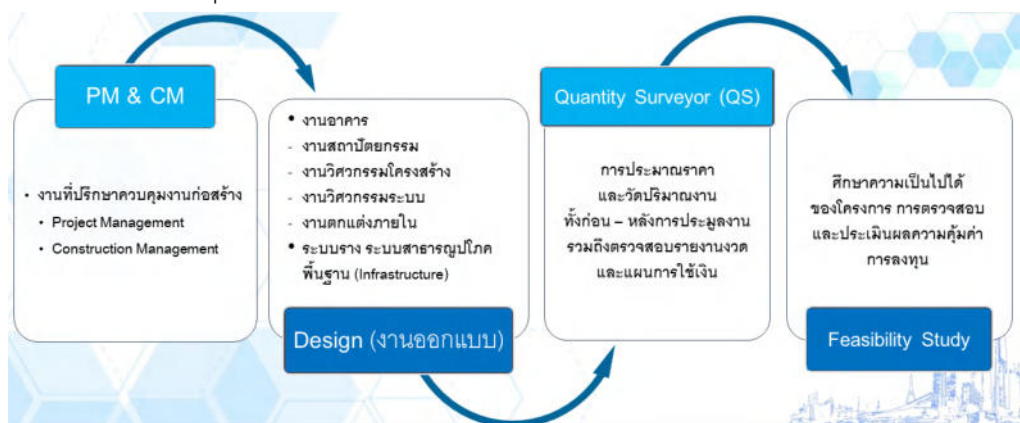 PM & CM
• งานที่ปรึกษาควบคุมงานก่อสร้าง
• Project Management
• Construction Management
• งานอาคาร
- งานสถาปัตยกรรม
- งานวิศวกรรมโครงสร้าง
- งานวิศวกรรมระบบ
- งานตกแต่งภายใน
• ระบบราง ระบบสาธารณูปโภค
พื้นฐาน (Infrastructure)
Design (งานออกแบบ)
Quantity Surveyor (QS)
การประมาณราคา
และวัดปริมาณงาน
ทั้งก่อน – หลังการประมูลงาน
รวมถึงตรวจสอบรายงานงวด
และแผนการใช้เงิน
ศึกษาความเป็นไปได้
ของโครงการ การตรวจสอบ
และประเมินผลความคุ้มค่า
การลงทุน
Feasibility Study